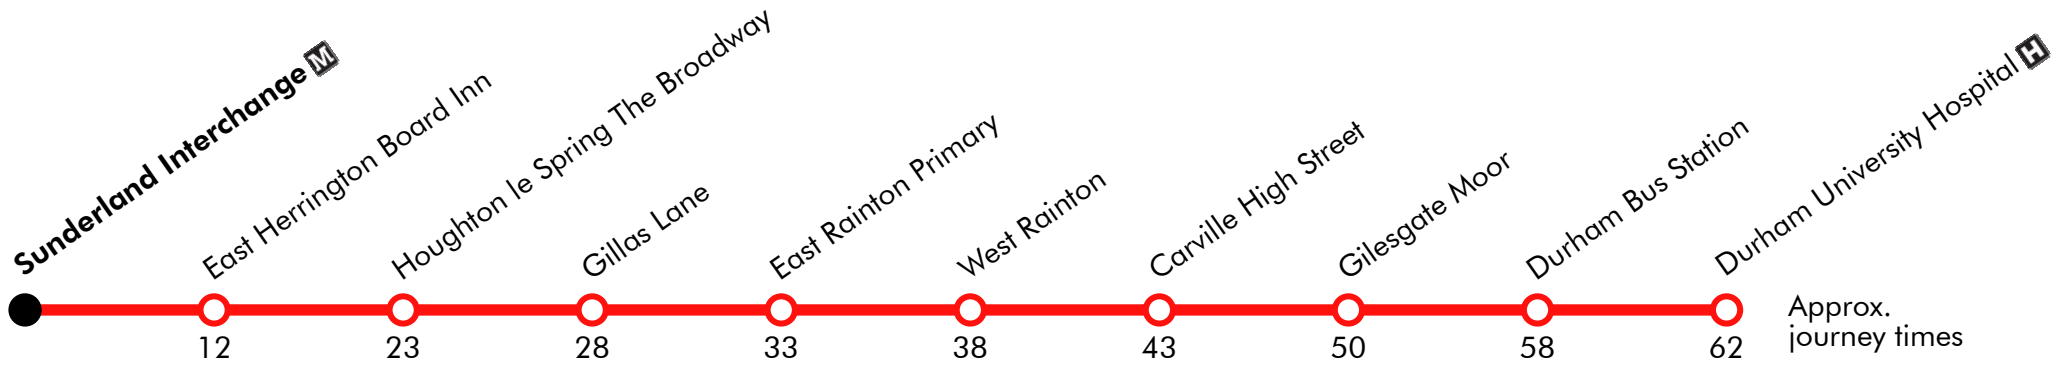 Sunderland Interchange M
East Herrington Board Inn
Houghton le Spring The Broadway
Gillas Lane
East Rainton Primary
West Rainton
Carville High Street
Gilesgate Moor
Durham Bus Station
Durham University Hospital H
12 23 28 33 38 43 50 58 62
Approx.
journey times